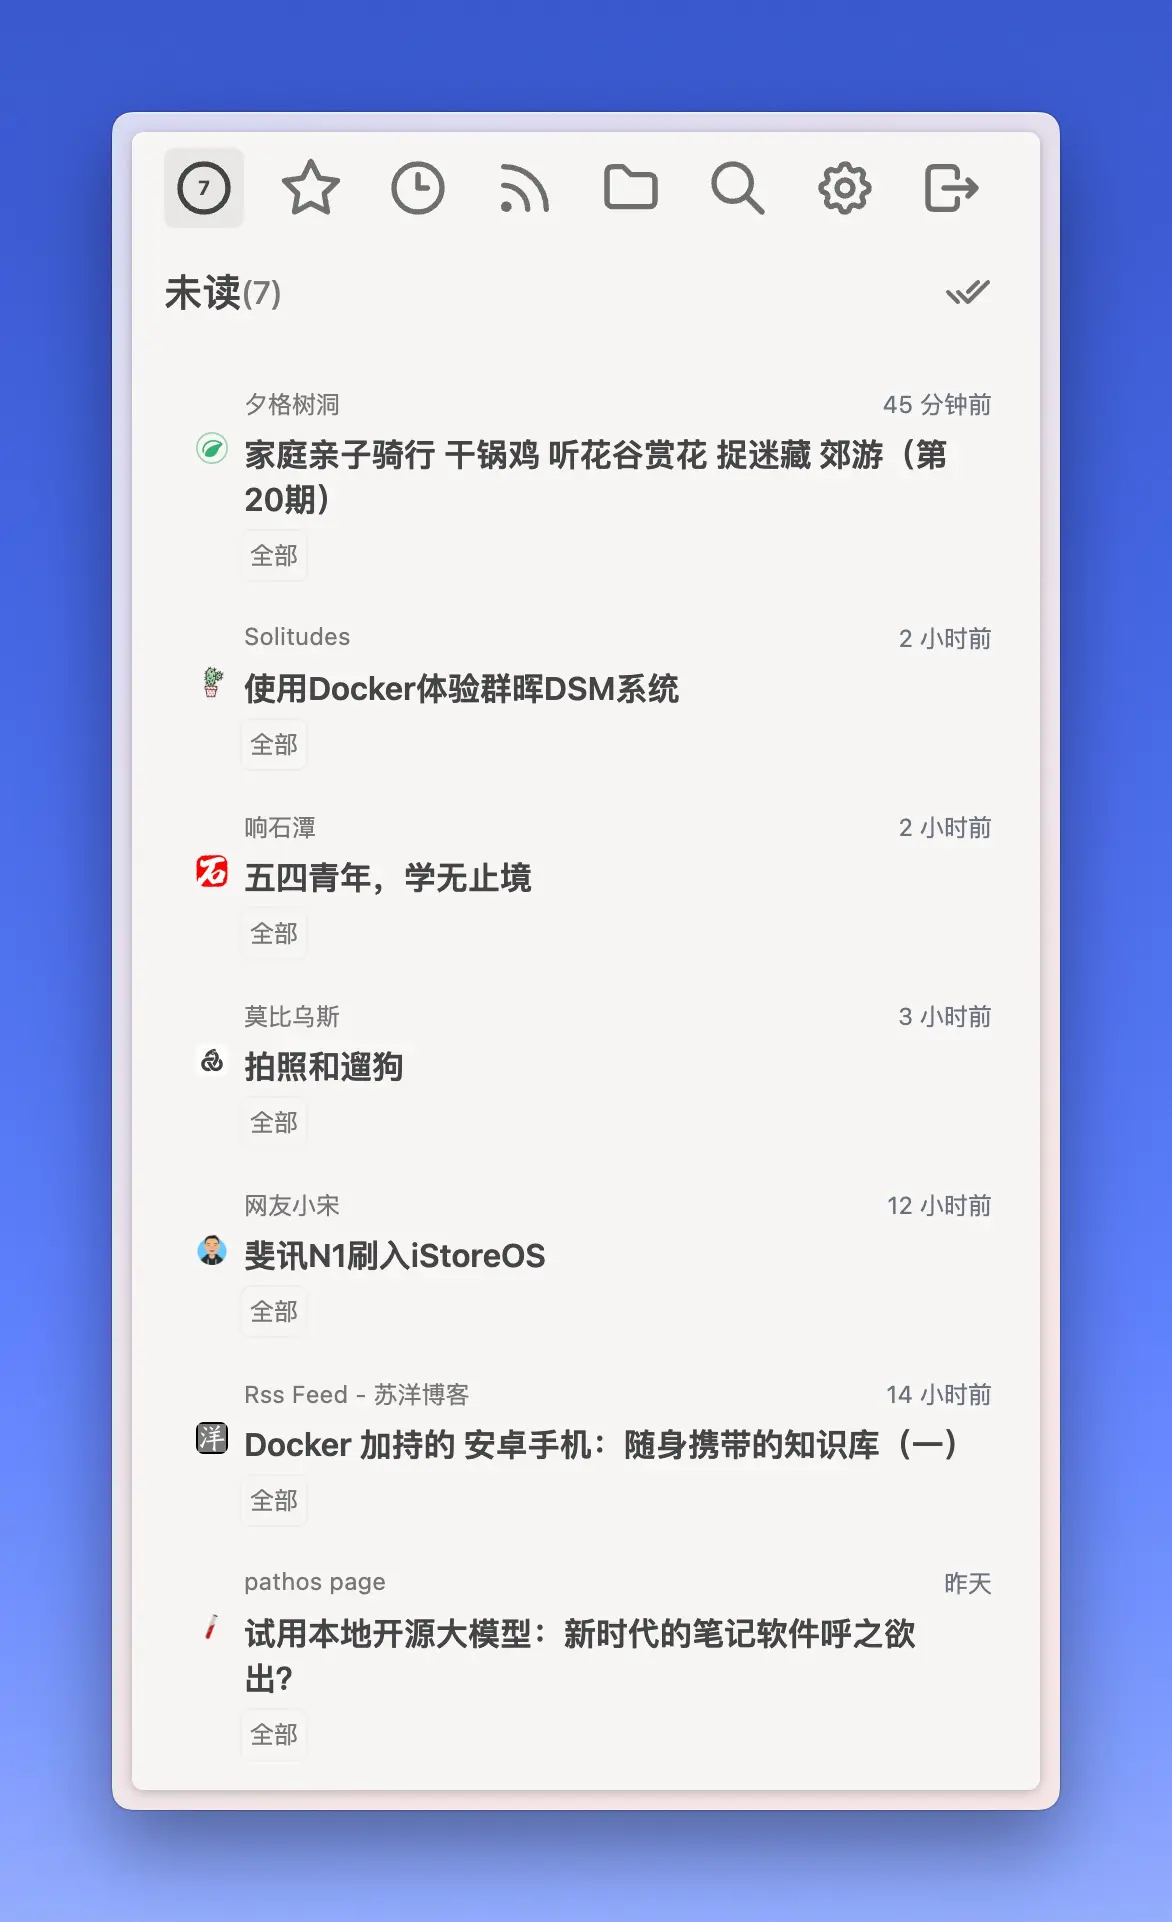 7
未读(7)
夕格树洞
45 分钟前
家庭亲子骑行 干锅鸡 听花谷赏花 捉迷藏 郊游（第
20期）
全部
Solitudes
2 小时前
使用Docker体验群晖DSM系统
全部
响石潭
2 小时前
石
五四青年，学无止境
全部
莫比乌斯
3 小时前
拍照和遛狗
全部
网友小宋
12 小时前
斐讯N1刷入iStoreOS
全部
Rss Feed - 苏洋博客
14 小时前
洋
Docker 加持的 安卓手机：随身携带的知识库（一）
全部
pathos page
昨天
试用本地开源大模型：新时代的笔记软件呼之欲
出?
全部